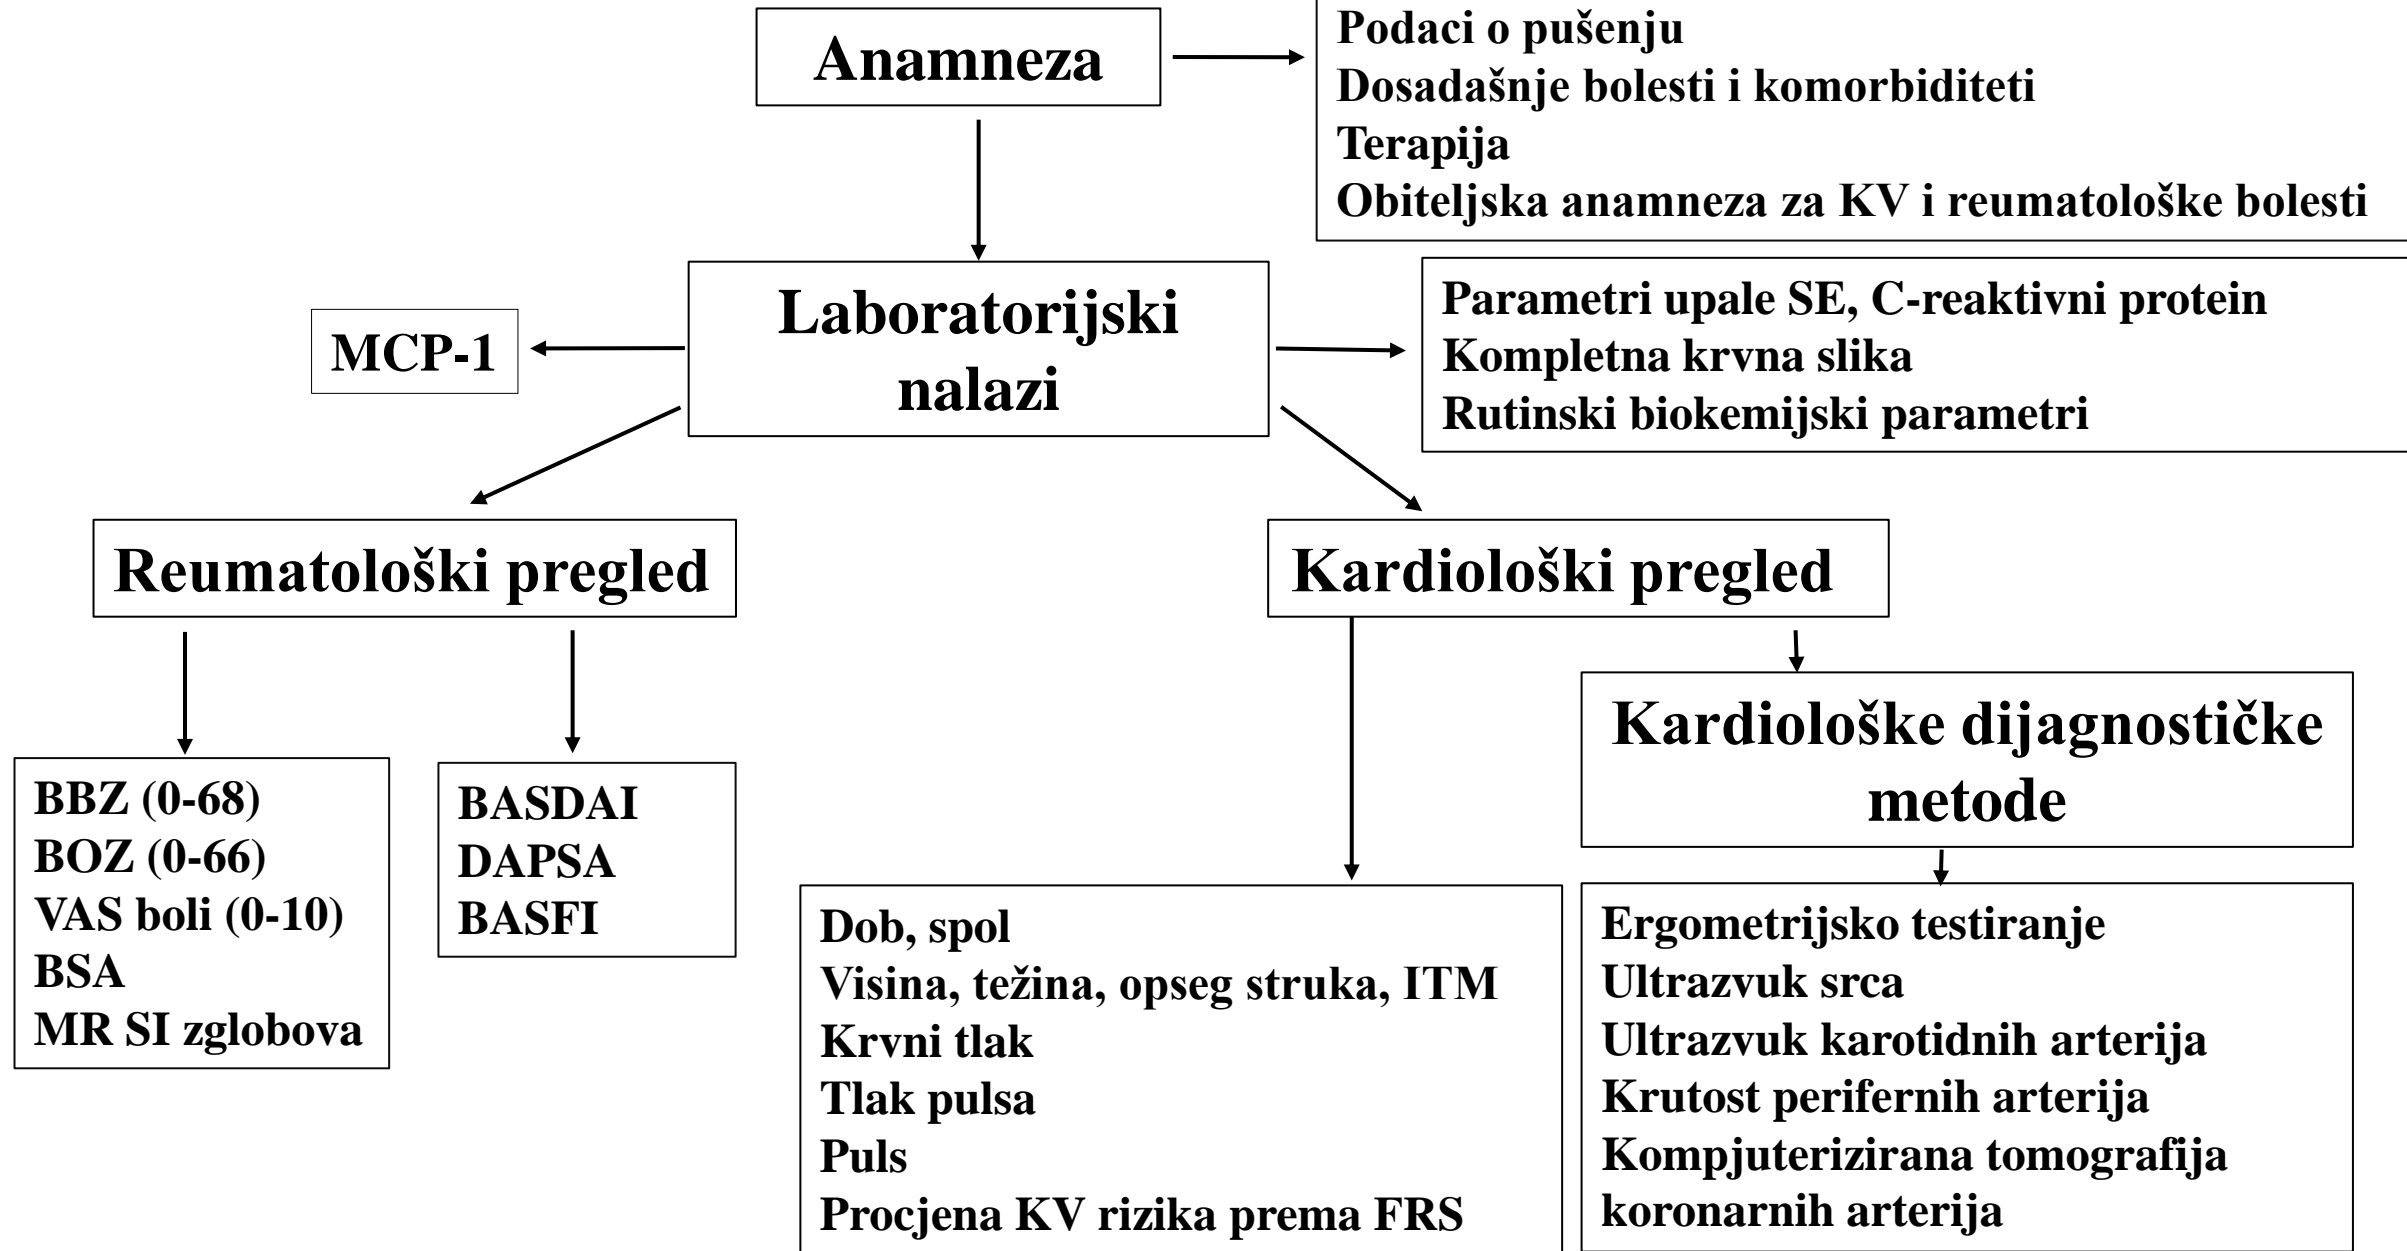 Anamneza
Podaci o pušenju
Dosadašnje bolesti i komorbiditeti
Terapija
Obiteljska anamneza za KV i reumatološke bolesti
MCP-1
Laboratorijski
nalazi
Parametri upale SE, C-reaktivni protein
Kompletna krvna slika
Rutinski biokemijski parametri
Reumatološki pregled
Kardiološki pregled
BBZ (0-68)
BOZ (0-66)
VAS boli (0-10)
BSA
MR SI zglobova
BASDAI
DAPSA
BASFI
Dob, spol
Visina, težina, opseg struka, ITM
Krvni tlak
Tlak pulsa
Puls
Procjena KV rizika prema FRS
Kardiološke dijagnostičke
metode
Ergometrijsko testiranje
Ultrazvuk srca
Ultrazvuk karotidnih arterija
Krutost perifernih arterija
Kompjuterizirana tomografija
koronarnih arterija